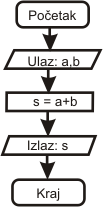 Početak
Ulaz: a,b
s = a+b
Izlaz: s
Kraj